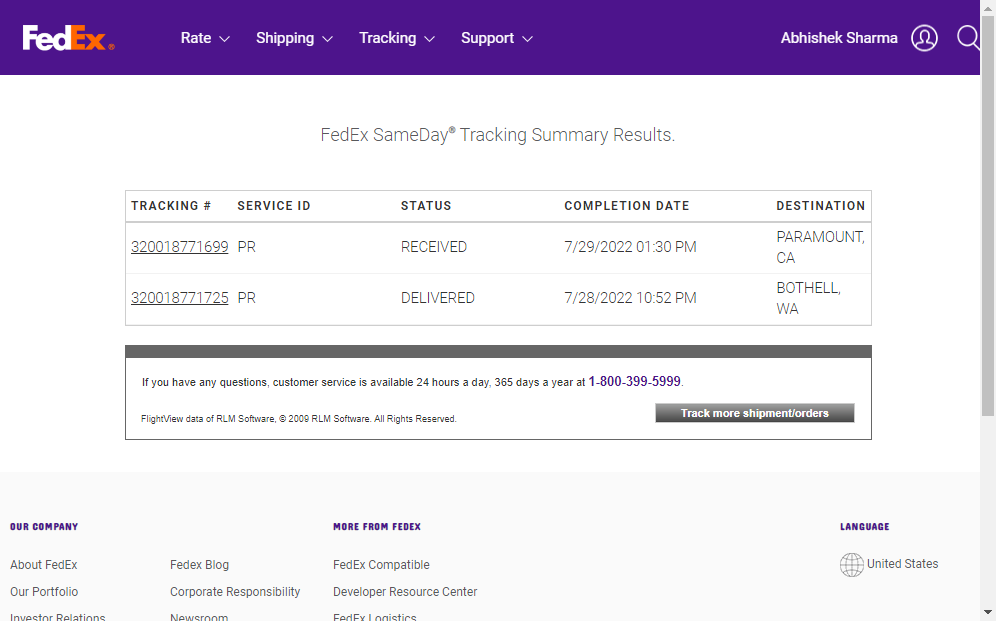 FedEx® Rate Shipping Tracking Support Abhishek Sharma
FedEx SameDay® Tracking Summary Results.
TRACKING # SERVICE ID STATUS COMPLETION DATE DESTINATION
320018771699 PR RECEIVED 7/29/2022 01:30 PM PARAMOUNT,
CA
320018771725 PR DELIVERED 7/28/2022 10:52 PM BOTHELL,
WA
If you have any questions, customer service is available 24 hours a day, 365 days a year at 1-800-399-5999.
FlightView data of RLM Software, © 2009 RLM Software. All Rights Reserved.
Track more shipment/orders
OUR COMPANY MORE FROM FEDEX LANGUAGE
About FedEx Fedex Blog FedEx Compatible United States
Our Portfolio Corporate Responsibility Developer Resource Center
Investor Relations Newsroom FedEx Logistics